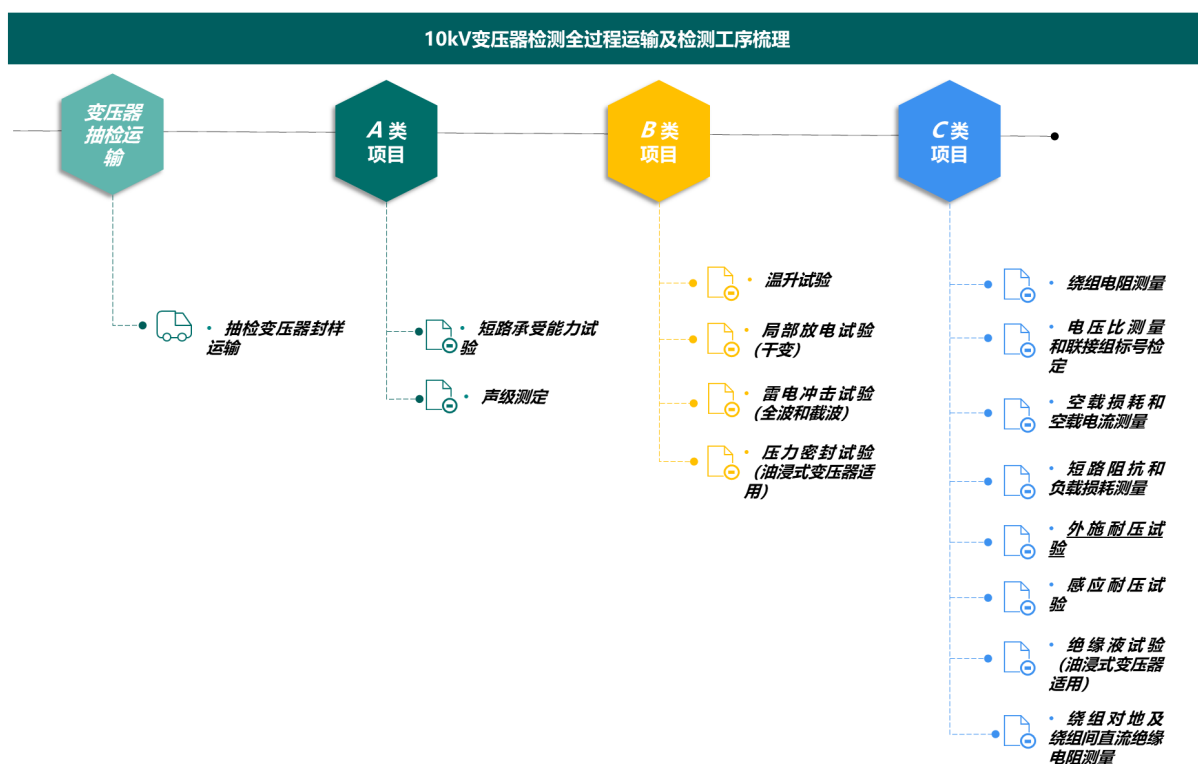 10kV变压器检测全过程运输及检测工序梳理
变压器
抽检运
输
A 类
项目
B 类
项目
C 类
项目
• 抽检变压器封样
运输
• 短路承受能力试
验
• 声级测定
• 温升试验
• 局部放电试验
(干变)
• 雷电冲击试验
(全波和截波)
• 压力密封试验
(油浸式变压器适
用)
• 绕组电阻测量
• 电压比测量
和联接组标号检
定
• 空载损耗和
空载电流测量
• 短路阻抗和
负载损耗测量
• 外施耐压试
验
• 感应耐压试
验
• 绝缘液试验
(油浸式变压器
适用)
• 绕组对地及
绕组间直流绝缘
电阻测量